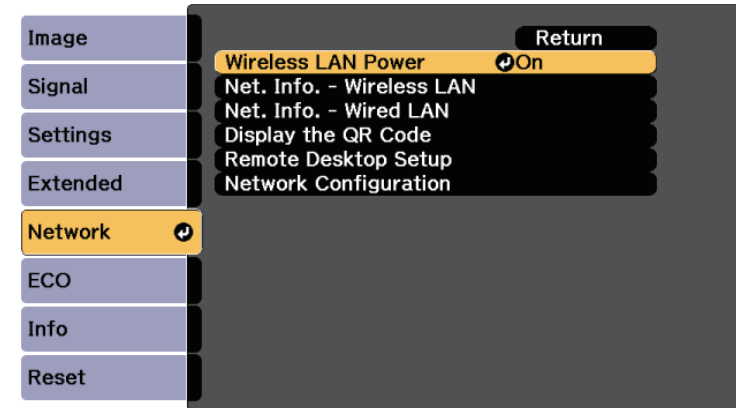 Image
Signal
Settings
Extended
Network
ECO
Info
Reset
Return
Wireless LAN Power On
Net. Info. - Wireless LAN
Net. Info. - Wired LAN
Display the QR Code
Remote Desktop Setup
Network Configuration